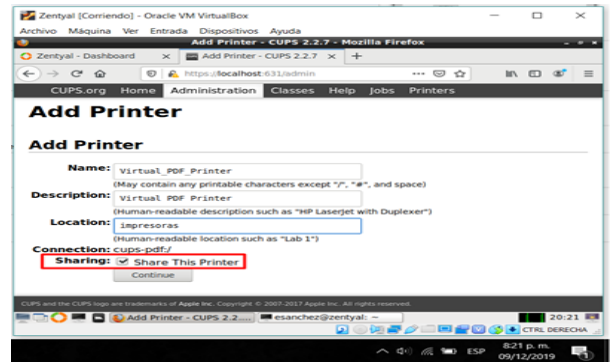 Zentyal [Corriendo] - Oracle VM VirtualBox
Archivo Máquina Ver Entrada Dispositivos Ayuda
Add Printer - CUPS 2.2.7 - Mozilla Firefox
Zentyal - Dashboard Add Printer - CUPS 2.2.7
https://localhost:631/admin
CUPS.org Home Administration Classes Help Jobs Printers
Add Printer
Add Printer
Name: Virtual_PDF_Printer
(May contain any printable characters except "/", "#", and space)
Description: Virtual PDF Printer
(Human-readable description such as "HP LaserJet with Duplexer")
Location: impresoras
(Human-readable location such as "Lab 1")
Connection: cups-pdf:/
Sharing: Share This Printer
Continue
CUPS and the CUPS logo are trademarks of Apple Inc. Copyright © 2007-2017 Apple Inc. All rights reserved.
Add Printer - CUPS 2.2.... esanchez@zentyal: ~ 20:21
CTRL DERECHA
ESP 8:21 p. m.
09/12/2019